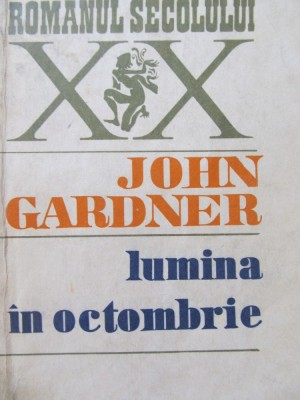 ROMANUL SECOLULUI
XX
JOHN
GARDNER
lumina
în octombrie